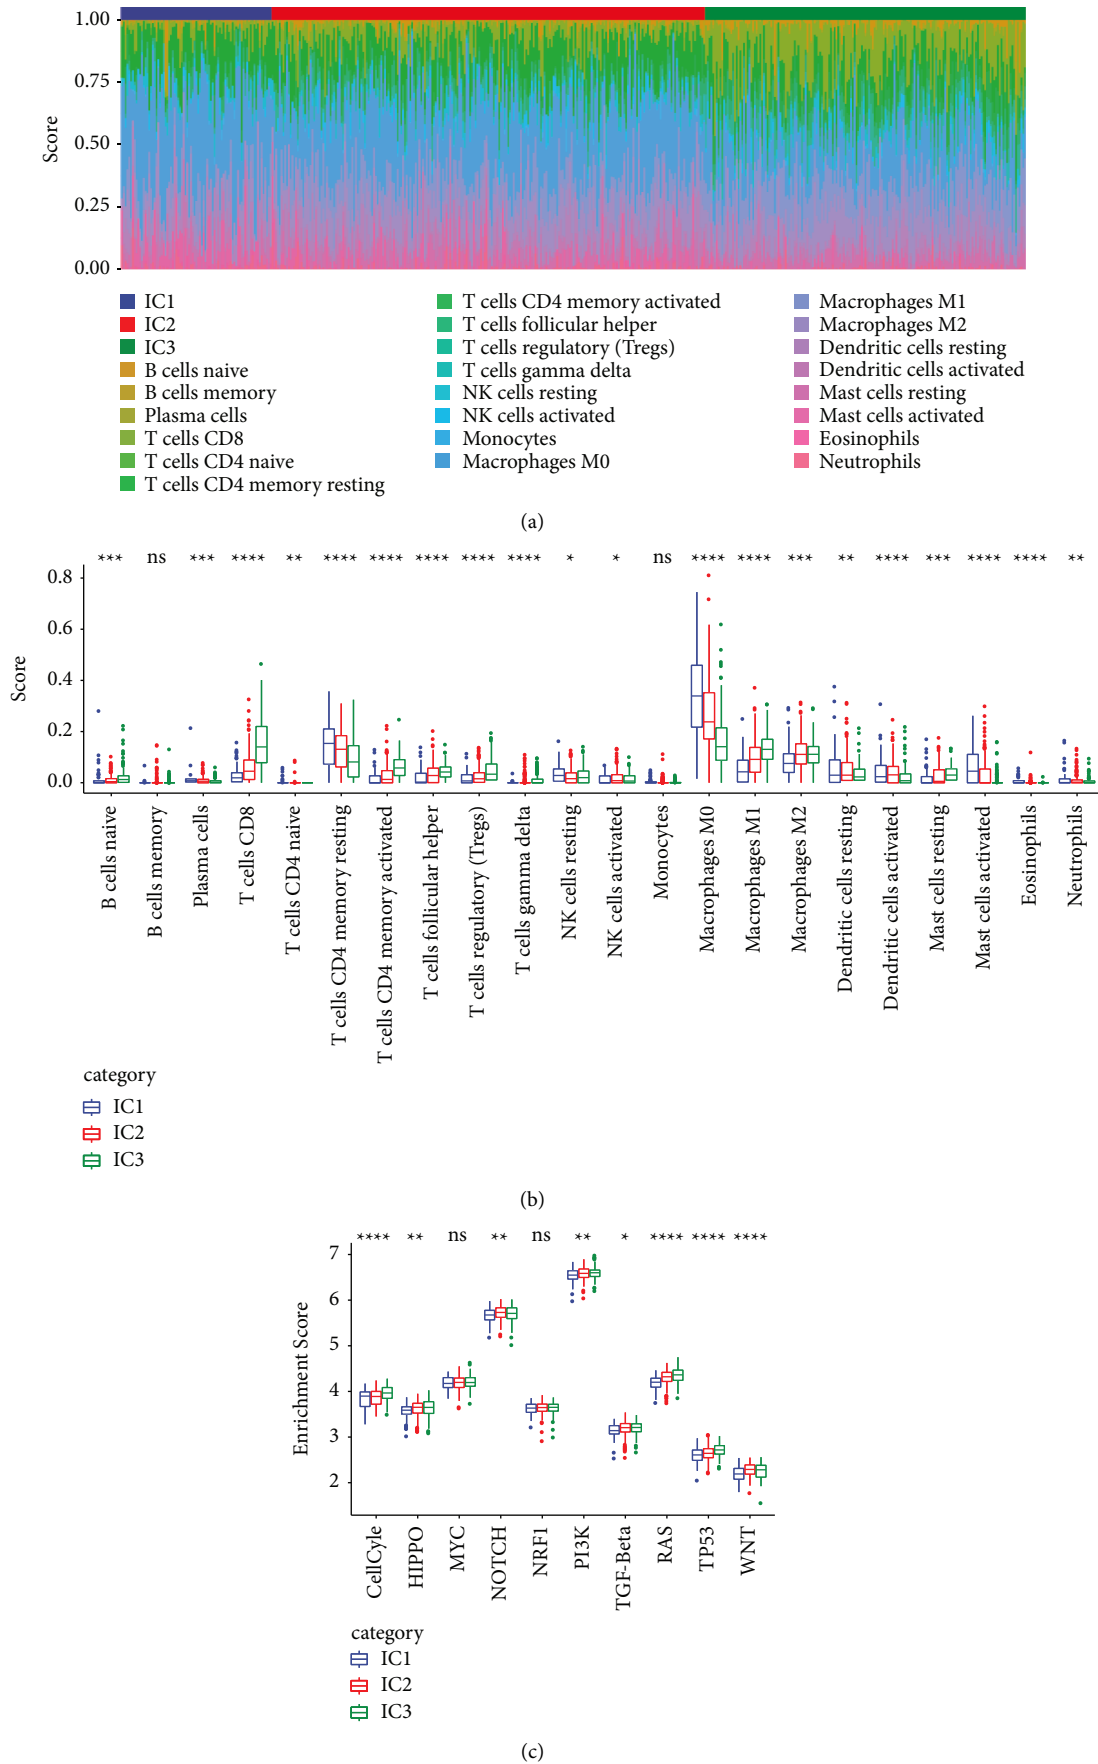 1.00
0.75
0.50
0.25
0.00
Score
IC1
IC2
IC3
B cells naive
B cells memory
Plasma cells
T cells CD8
T cells CD4 naive
T cells CD4 memory resting
T cells CD4 memory activated
T cells follicular helper
T cells regulatory (Tregs)
T cells gamma delta
NK cells resting
NK cells activated
Monocytes
Macrophages M0
Macrophages M1
Macrophages M2
Dendritic cells resting
Dendritic cells activated
Mast cells resting
Mast cells activated
Eosinophils
Neutrophils
(a)
*** ns *** **** ** **** **** **** **** **** * * ns **** **** *** ** **** *** **** **** **
0.8
0.6
0.4
0.2
0.0
Score
B cells naive
B cells memory
Plasma cells
T cells CD8
T cells CD4 naive
T cells CD4 memory resting
T cells CD4 memory activated
T cells follicular helper
T cells regulatory (Tregs)
T cells gamma delta
NK cells resting
NK cells activated
Monocytes
Macrophages M0
Macrophages M1
Macrophages M2
Dendritic cells resting
Dendritic cells activated
Mast cells resting
Mast cells activated
Eosinophils
Neutrophils
category
IC1
IC2
IC3
(b)
**** ** ns ** ns ** * **** **** ****
7
6
5
4
3
2
Enrichment Score
CellCyle
HIPPO
MYC
NOTCH
NRF1
PI3K
TGF-Beta
RAS
TP53
WNT
category
IC1
IC2
IC3
(c)